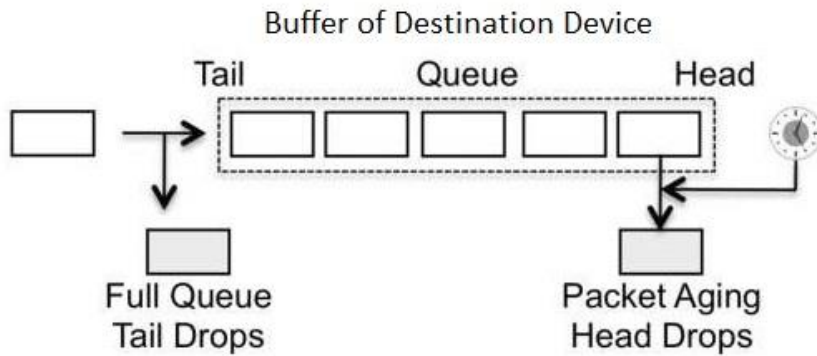 Buffer of Destination Device
Tail Queue Head
Full Queue
Tail Drops
Packet Aging
Head Drops